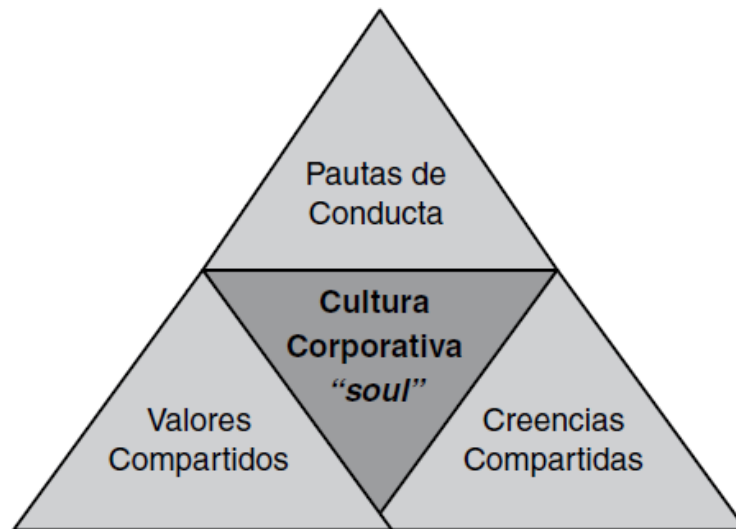 Pautas de
Conducta
Cultura
Corporativa
“soul”
Valores
Compartidos
Creencias
Compartidas